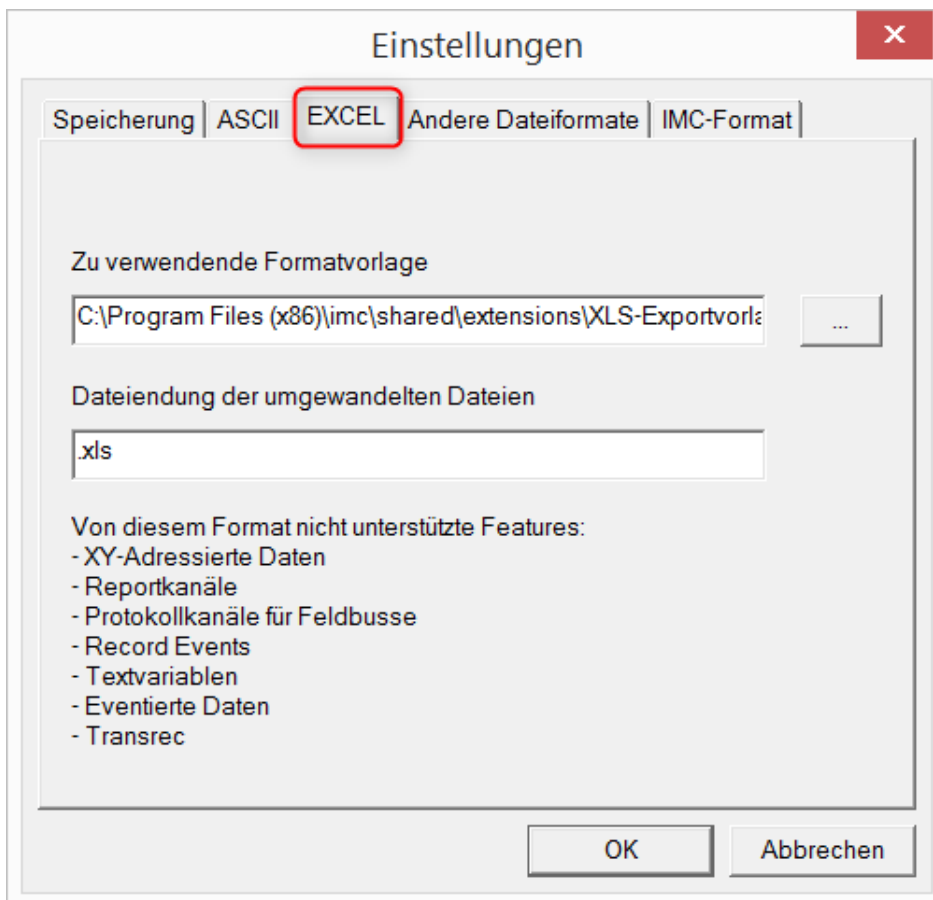 Einstellungen
Speicherung ASCII EXCEL Andere Dateiformate IMC-Format
Zu verwendende Formatvorlage
C:\Program Files (x86)\imc\shared\extensions\XLS-Exportvorla
...
Dateiendung der umgewandelten Dateien
.xls
Von diesem Format nicht unterstützte Features:
- XY-Adressierte Daten
- Reportkanäle
- Protokollkanäle für Feldbusse
- Record Events
- Textvariablen
- Eventierte Daten
- Transrec
OK Abbrechen